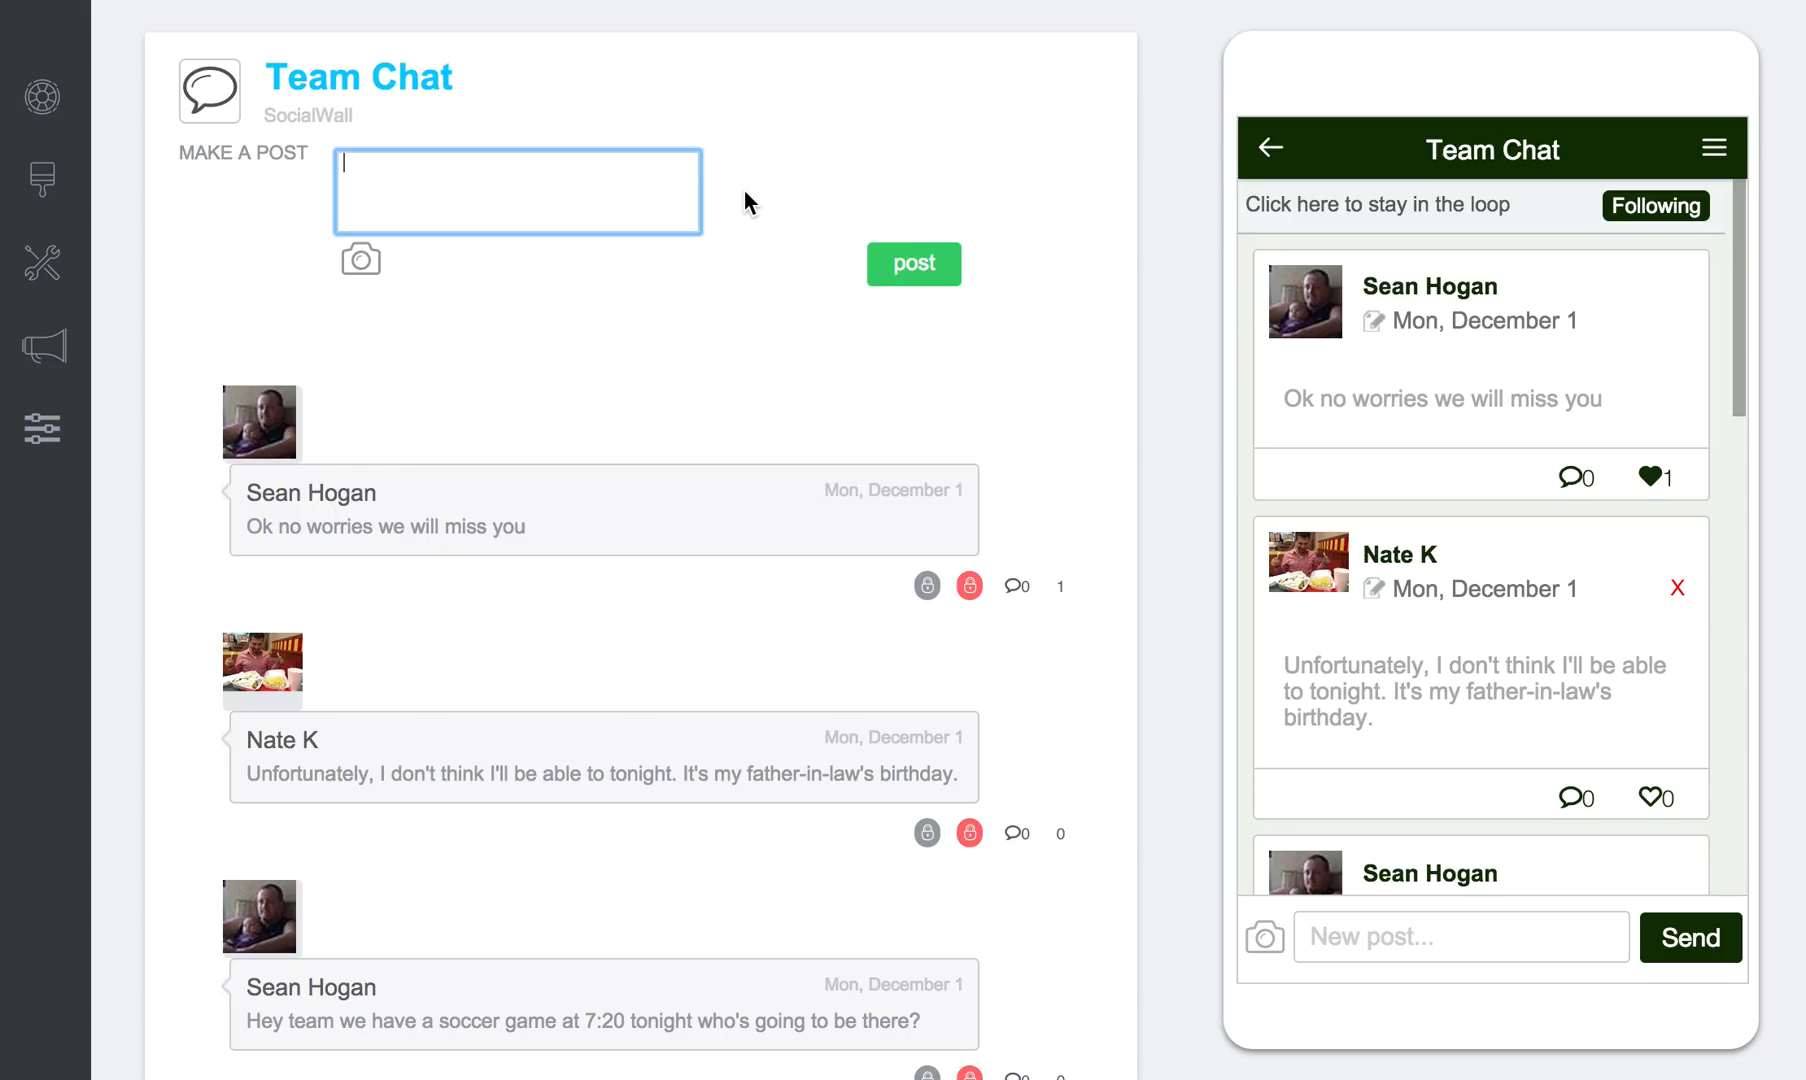 Team Chat
SocialWall
MAKE A POST
post
Sean Hogan
Mon, December 1
Ok no worries we will miss you
0
1
Nate K
Mon, December 1
Unfortunately, I don't think I'll be able to tonight. It's my father-in-law's birthday.
0
0
Sean Hogan
Mon, December 1
Hey team we have a soccer game at 7:20 tonight who's going to be there?
Team Chat
Click here to stay in the loop
Following
Sean Hogan
Mon, December 1
Ok no worries we will miss you
0
1
Nate K
Mon, December 1
X
Unfortunately, I don't think I'll be able
to tonight. It's my father-in-law's
birthday.
0
0
Sean Hogan
New post...
Send